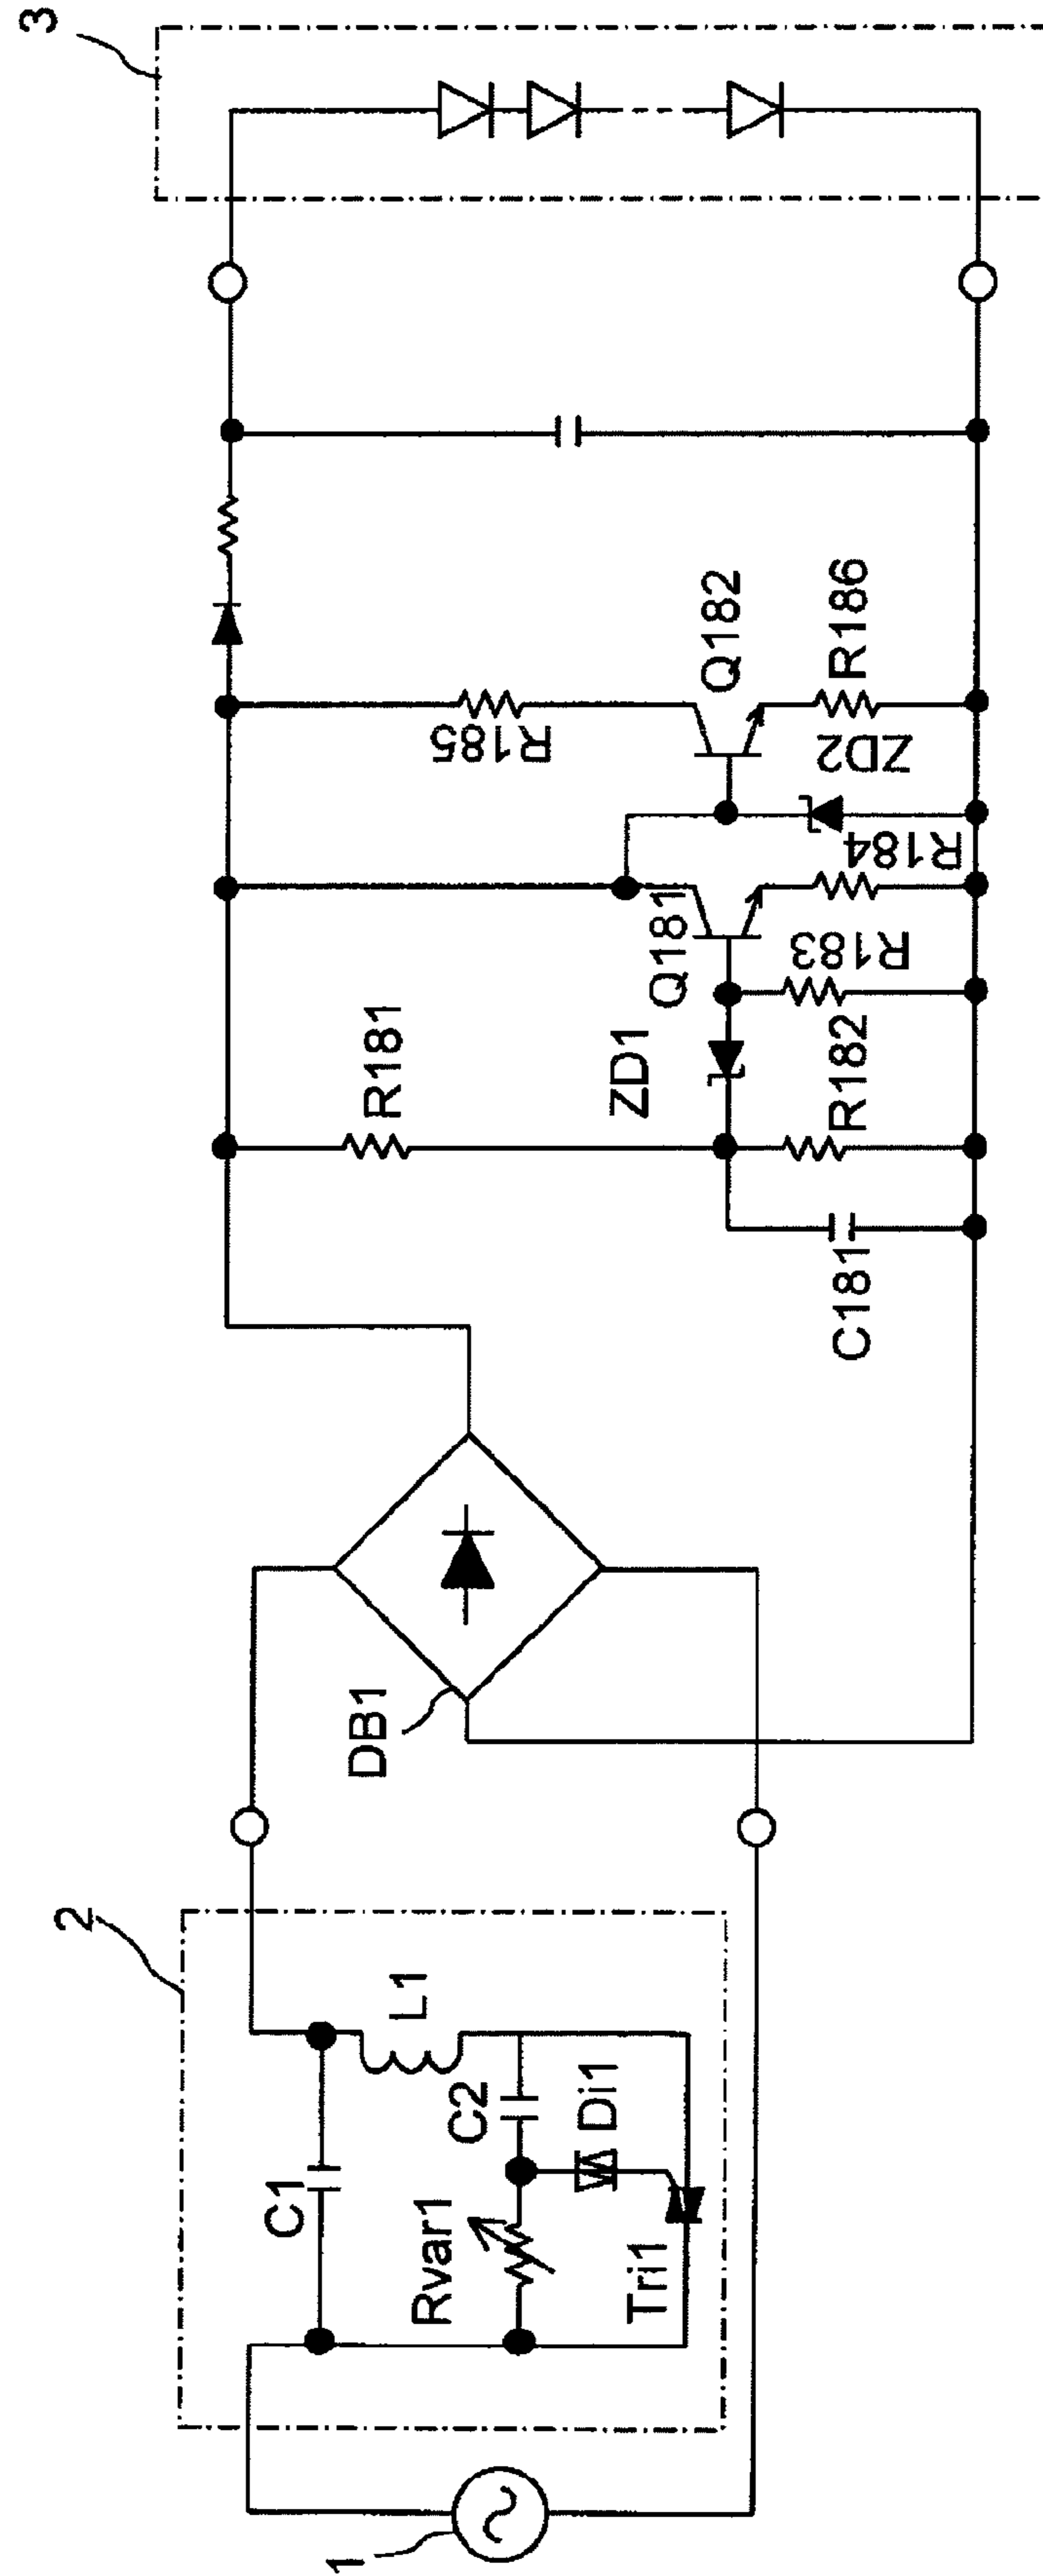 1
2
C1
L1
C2
Rvar1
Di1
Tri1
DB1
R181
C181
R182
ZD1
R183
Q181
R184
ZD2
R185
Q182
R186
3